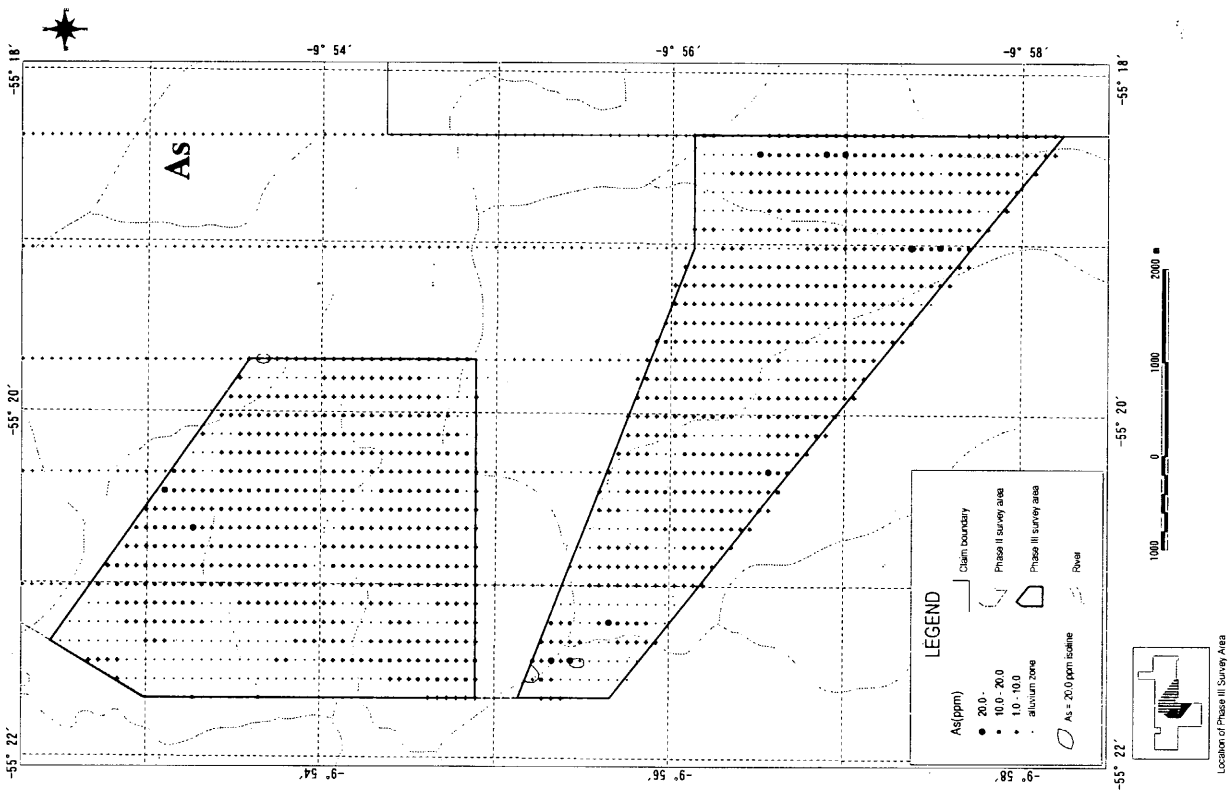 As
-55° 18′
-55° 20′
-55° 22′
-9° 54′
-9° 56′
-9° 58′
-55° 18′
-55° 20′
-55° 22′
-9° 54′
-9° 56′
-9° 58′
LEGEND
As(ppm)
20.0 -
10.0 - 20.0
1.0 - 10.0
alluvium zone
As = 20.0 ppm isoline
Claim boundary
Phase II survey area
Phase III survey area
River
1000 0 1000 2000 m
Location of Phase III Survey Area